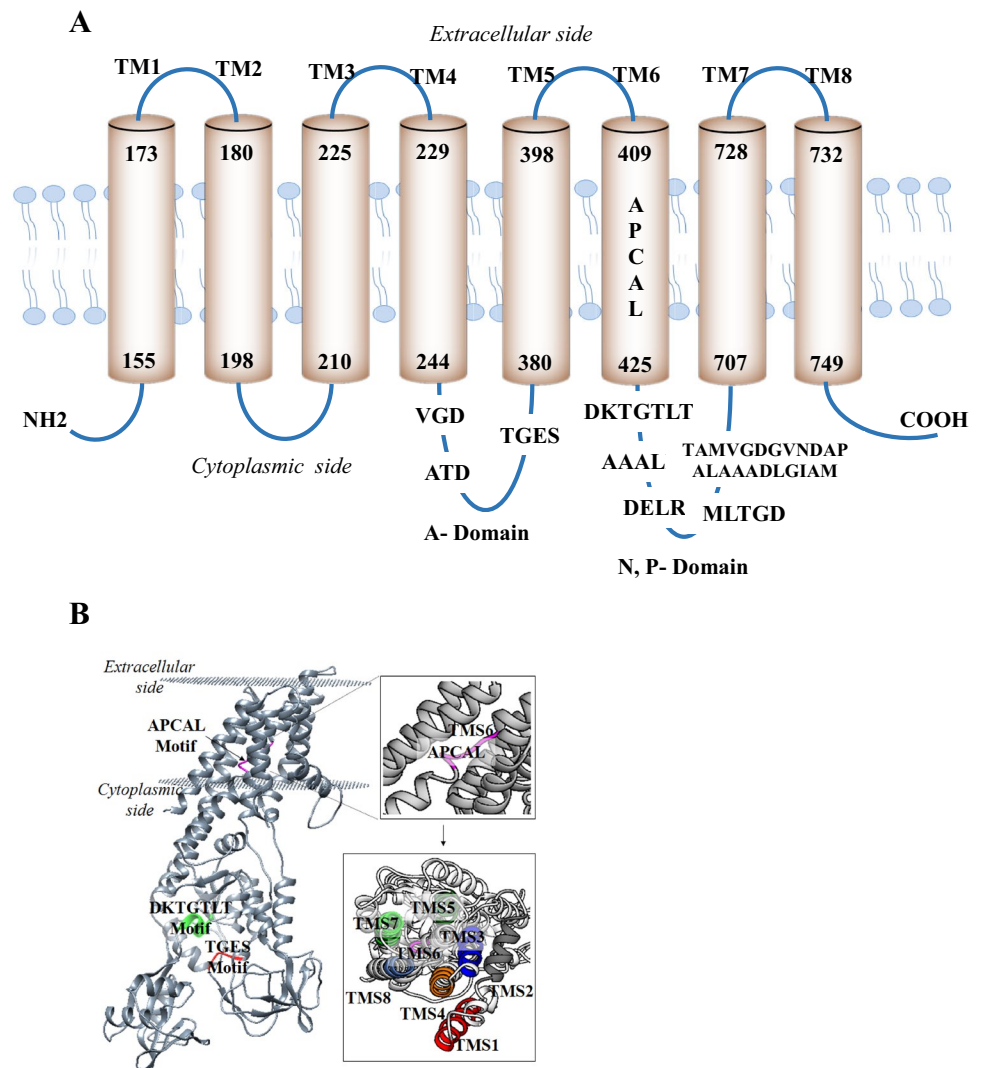 A
Extracellular side
TM1 TM2 TM3 TM4 TM5 TM6 TM7 TM8
173 180 225 229 398 409 728 732
A
P
C
A
L
155 198 210 244 380 425 707 749
NH2 VGD TGES DKTGTLT COOH
Cytoplasmic side
ATD AAAL
TAMVGDGVNDAP
ALAAADLGIAM
DELR MLTGD
A- Domain
N, P- Domain
B
Extracellular
side
APCAL
Motif
Cytoplasmic
side
DKTGTLT
Motif
TGES
Motif
TMS6
APCAL
TMS5
TMS7
TMS3
TMS6
TMS2
TMS8
TMS4
TMS1